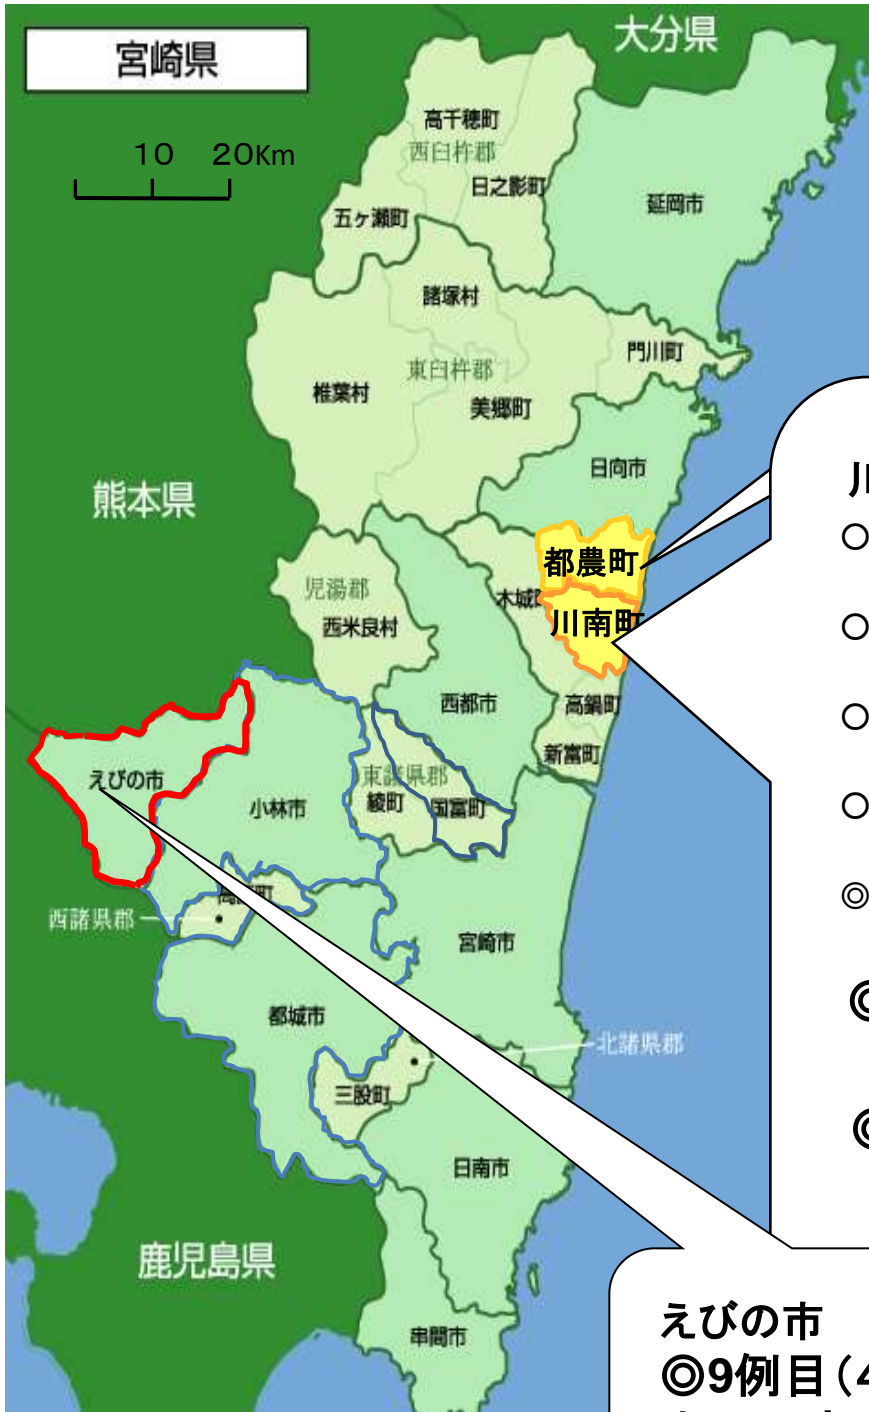 宮崎県
大分県
10 20Km
高千穂町
西臼杵郡
日之影町
五ヶ瀬町
延岡市
諸塚村
門川町
東臼杵郡
椎葉村
美郷町
日向市
熊本県
川
○
都農町
児湯郡
木城町
西米良村
川南町
○
西都市
高鍋町
○
新富町
えびの市
東諸県郡
小林市
綾町
国富町
○
◎
西諸県郡
宮崎市
◎
都城市
北諸県郡
三股町
◎
日南市
鹿児島県
串間市
えびの市
◎9例目(4